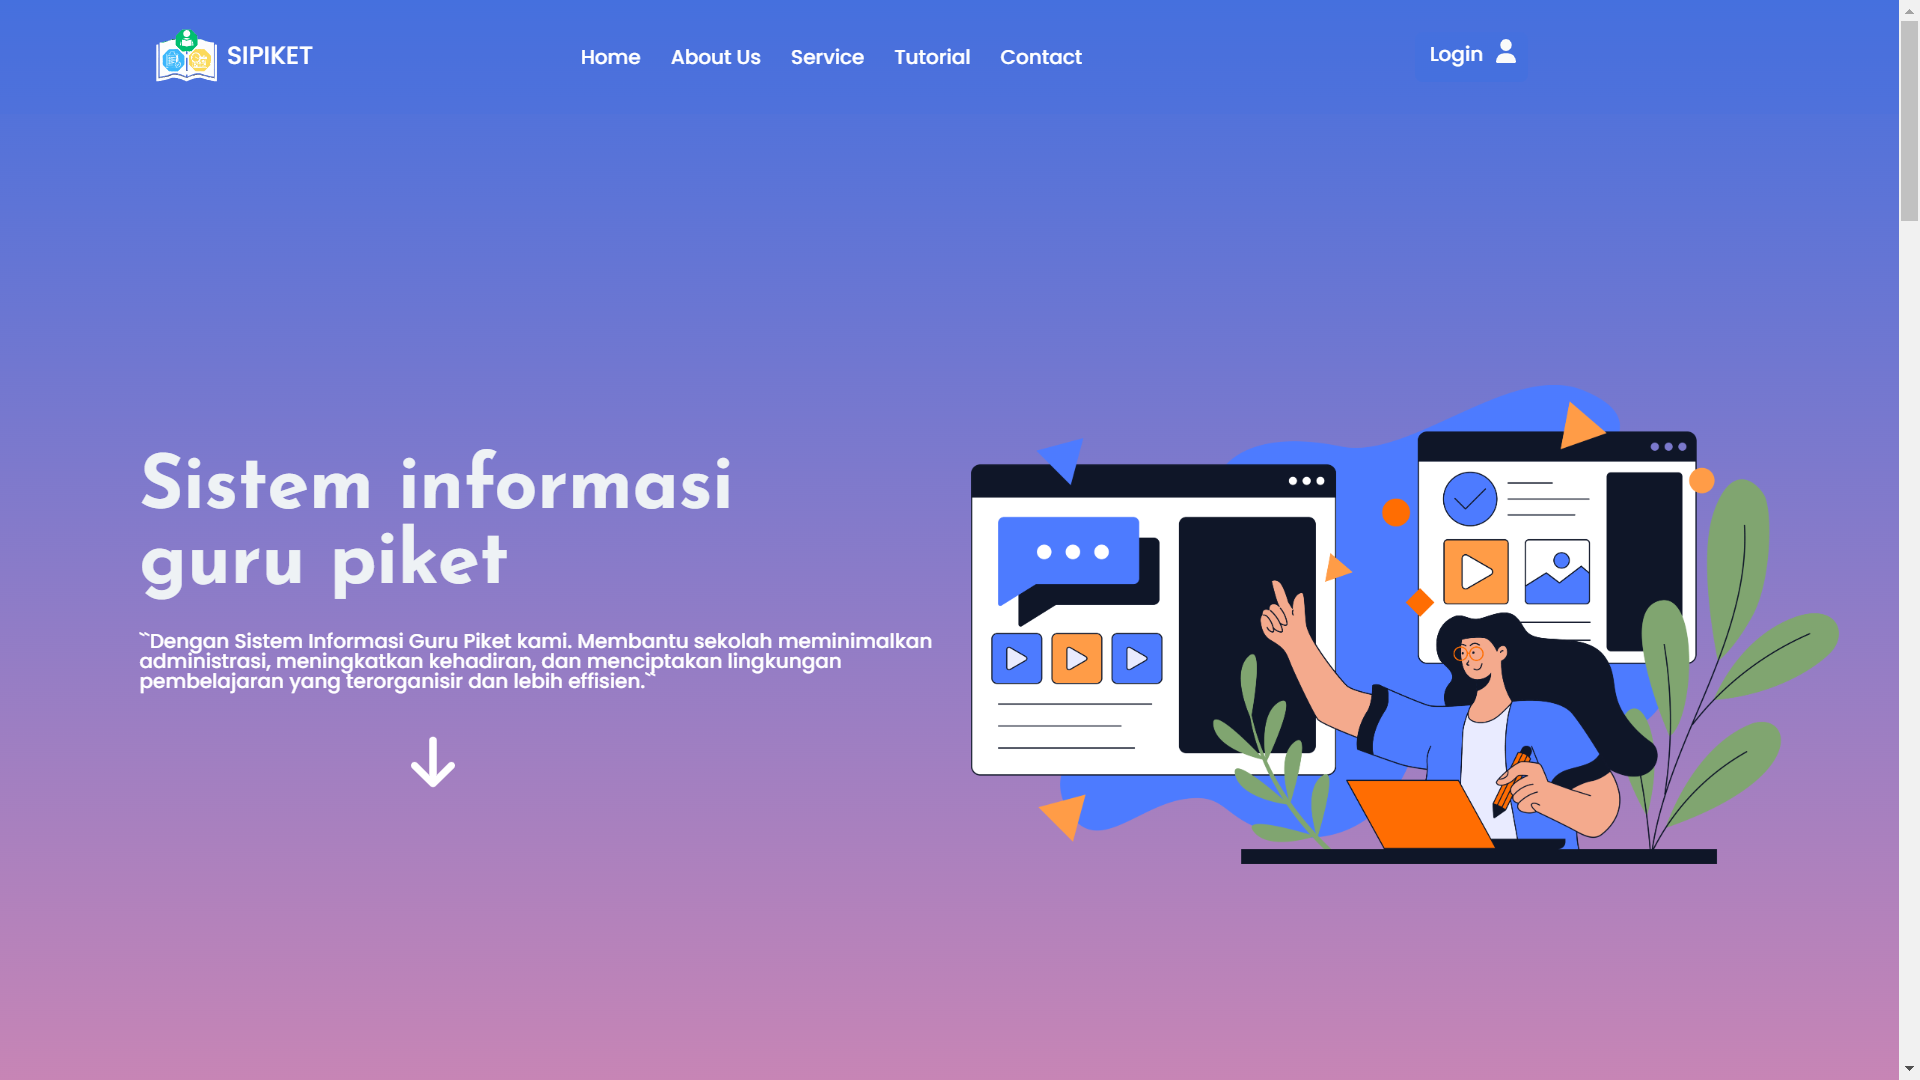 SIPIKET
Home
About Us
Service
Tutorial
Contact
Login
Sistem informasi
guru piket
``Dengan Sistem Informasi Guru Piket kami. Membantu sekolah meminimalkan
administrasi, meningkatkan kehadiran, dan menciptakan lingkungan
pembelajaran yang terorganisir dan lebih effisien.``